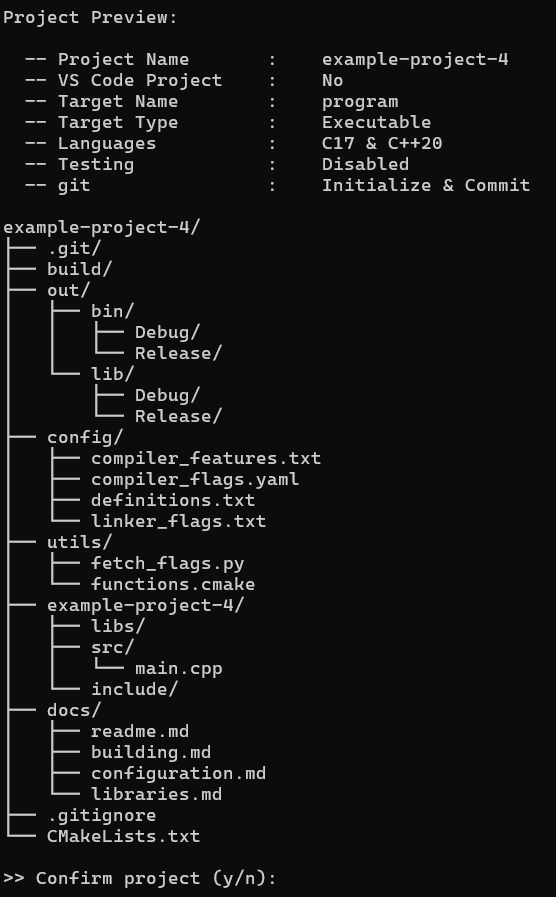 Project Preview:
-- Project Name : example-project-4
-- VS Code Project : No
-- Target Name : program
-- Target Type : Executable
-- Languages : C17 & C++20
-- Testing : Disabled
-- git : Initialize & Commit
example-project-4/
├── .git/
├── build/
├── out/
│   ├── bin/
│   │   ├── Debug/
│   │   └── Release/
│   └── lib/
│       ├── Debug/
│       └── Release/
├── config/
│   ├── compiler_features.txt
│   ├── compiler_flags.yaml
│   ├── definitions.txt
│   └── linker_flags.txt
├── utils/
│   ├── fetch_flags.py
│   └── functions.cmake
├── example-project-4/
│   ├── libs/
│   ├── src/
│   │   └── main.cpp
│   └── include/
├── docs/
│   ├── readme.md
│   ├── building.md
│   ├── configuration.md
│   └── libraries.md
├── .gitignore
└── CMakeLists.txt
>> Confirm project (y/n):